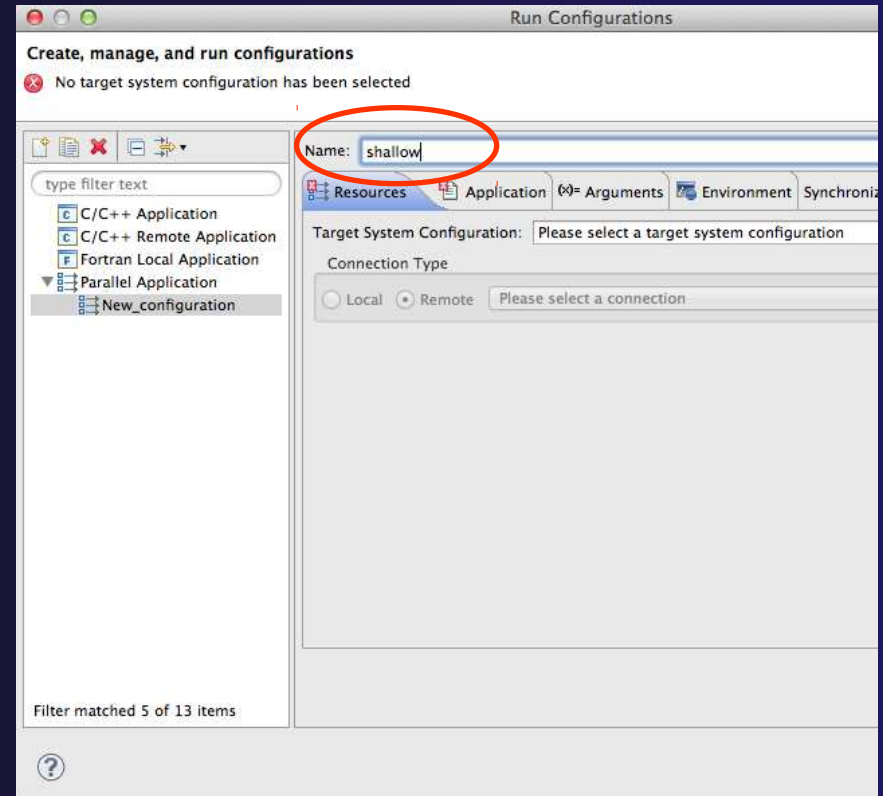 Run Configurations
Create, manage, and run configurations
No target system configuration has been selected
Name: shallow
type filter text
Resources Application (x)= Arguments Environment Synchroniz
C C/C++ Application
C C/C++ Remote Application
F Fortran Local Application
Parallel Application
New_configuration
Target System Configuration: Please select a target system configuration
Connection Type
Local Remote Please select a connection
Filter matched 5 of 13 items
?